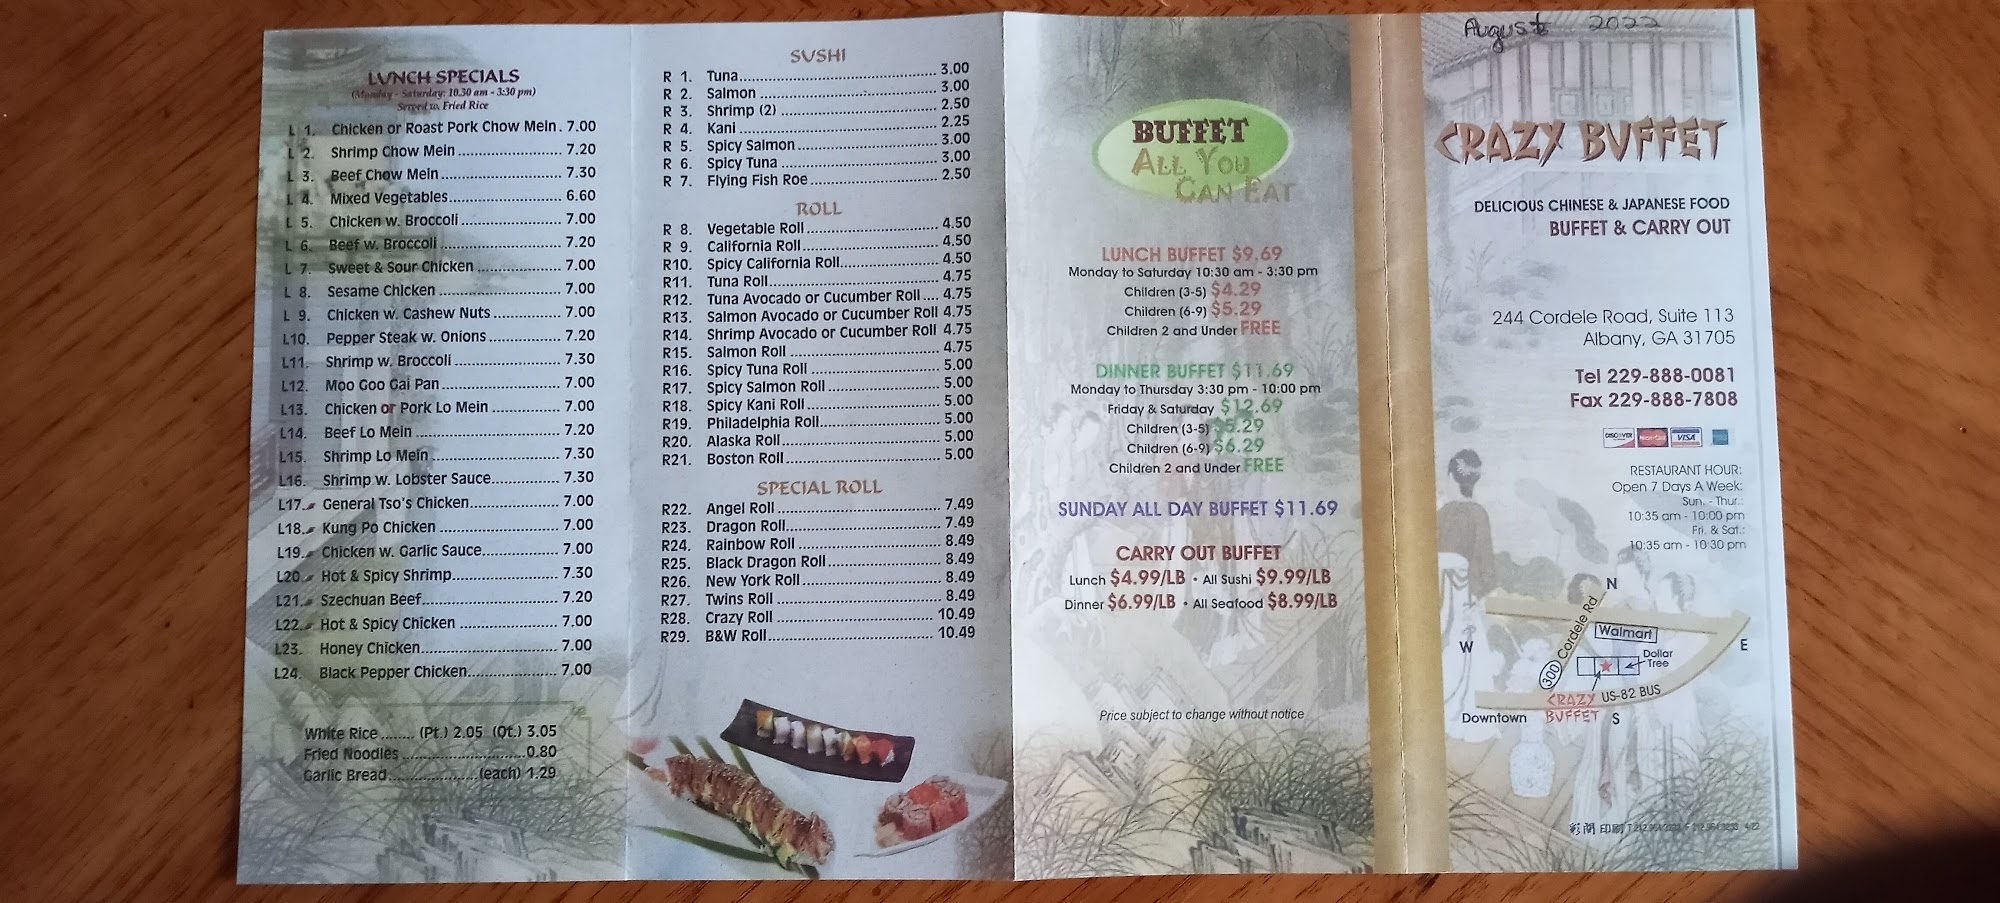 LUNCH SPECIALS
(Monday - Saturday: 10.30 am - 3:30 pm)
Served w. Fried Rice
L 1. Chicken or Roast Pork Chow Mein. 7.00
L 2. Shrimp Chow Mein 7.20
L 3. Beef Chow Mein 7.30
L 4. Mixed Vegetables 6.60
L 5. Chicken w. Broccoli 7.00
L 6. Beef w. Broccoli 7.20
L 7. Sweet & Sour Chicken 7.00
L 8. Sesame Chicken 7.00
L 9. Chicken w. Cashew Nuts 7.00
L10. Pepper Steak w. Onions 7.20
L11. Shrimp w. Broccoli 7.30
L12. Moo Goo Gai Pan 7.00
L13. Chicken or Pork Lo Mein 7.00
L14. Beef Lo Mein 7.20
L15. Shrimp Lo Mein 7.30
L16. Shrimp w. Lobster Sauce 7.30
L17. General Tso's Chicken 7.00
L18. Kung Po Chicken 7.00
L19. Chicken w. Garlic Sauce 7.00
L20. Hot & Spicy Shrimp 7.30
L21. Szechuan Beef 7.20
L22. Hot & Spicy Chicken 7.00
L23. Honey Chicken 7.00
L24. Black Pepper Chicken 7.00
White Rice (Pt.) 2.05 (Qt.) 3.05
Fried Noodles 0.80
Garlic Bread (each) 1.29
SUSHI
R 1. Tuna 3.00
R 2. Salmon 3.00
R 3. Shrimp (2) 2.50
R 4. Kani 2.25
R 5. Spicy Salmon 3.00
R 6. Spicy Tuna 3.00
R 7. Flying Fish Roe 2.50
ROLL
R 8. Vegetable Roll 4.50
R 9. California Roll 4.50
R10. Spicy California Roll 4.50
R11. Tuna Roll 4.75
R12. Tuna Avocado or Cucumber Roll 4.75
R13. Salmon Avocado or Cucumber Roll 4.75
R14. Shrimp Avocado or Cucumber Roll 4.75
R15. Salmon Roll 4.75
R16. Spicy Tuna Roll 5.00
R17. Spicy Salmon Roll 5.00
R18. Spicy Kani Roll 5.00
R19. Philadelphia Roll 5.00
R20. Alaska Roll 5.00
R21. Boston Roll 5.00
SPECIAL ROLL
R22. Angel Roll 7.49
R23. Dragon Roll 7.49
R24. Rainbow Roll 8.49
R25. Black Dragon Roll 8.49
R26. New York Roll 8.49
R27. Twins Roll 8.49
R28. Crazy Roll 10.49
R29. B&W Roll 10.49
BUFFET
ALL YOU
CAN EAT
LUNCH BUFFET $9.69
Monday to Saturday 10:30 am - 3:30 pm
Children (3-5) $4.29
Children (6-9) $5.29
Children 2 and Under FREE
DINNER BUFFET $11.69
Monday to Thursday 3:30 pm - 10:00 pm
Friday & Saturday $12.69
Children (3-5) $5.29
Children (6-9) $6.29
Children 2 and Under FREE
SUNDAY ALL DAY BUFFET $11.69
CARRY OUT BUFFET
Lunch $4.99/LB • All Sushi $9.99/LB
Dinner $6.99/LB • All Seafood $8.99/LB
Price subject to change without notice
August 2022
CRAZY BUFFET
DELICIOUS CHINESE & JAPANESE FOOD
BUFFET & CARRY OUT
244 Cordele Road, Suite 113
Albany, GA 31705
Tel 229-888-0081
Fax 229-888-7808
DISCOVER MasterCard VISA
RESTAURANT HOUR:
Open 7 Days A Week:
Sun. - Thur.:
10:35 am - 10:00 pm
Fri. & Sat.:
10:35 am - 10:30 pm
N
300 Cordele Rd
Walmart
W
E
Dollar
Tree
CRAZY
BUFFET
US-82 BUS
Downtown
S